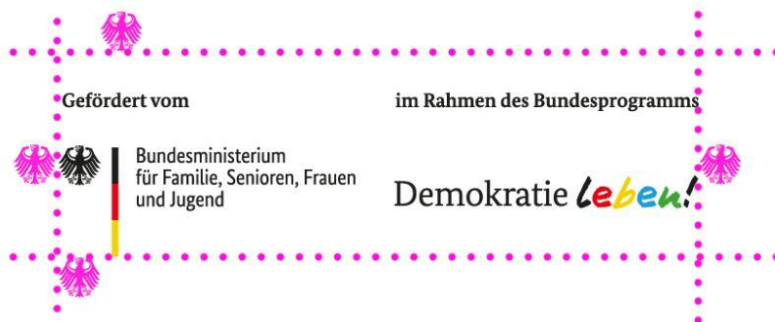 Gefördert vom
im Rahmen des Bundesprogramms
Bundesministerium
für Familie, Senioren, Frauen
und Jugend
Demokratie leben!